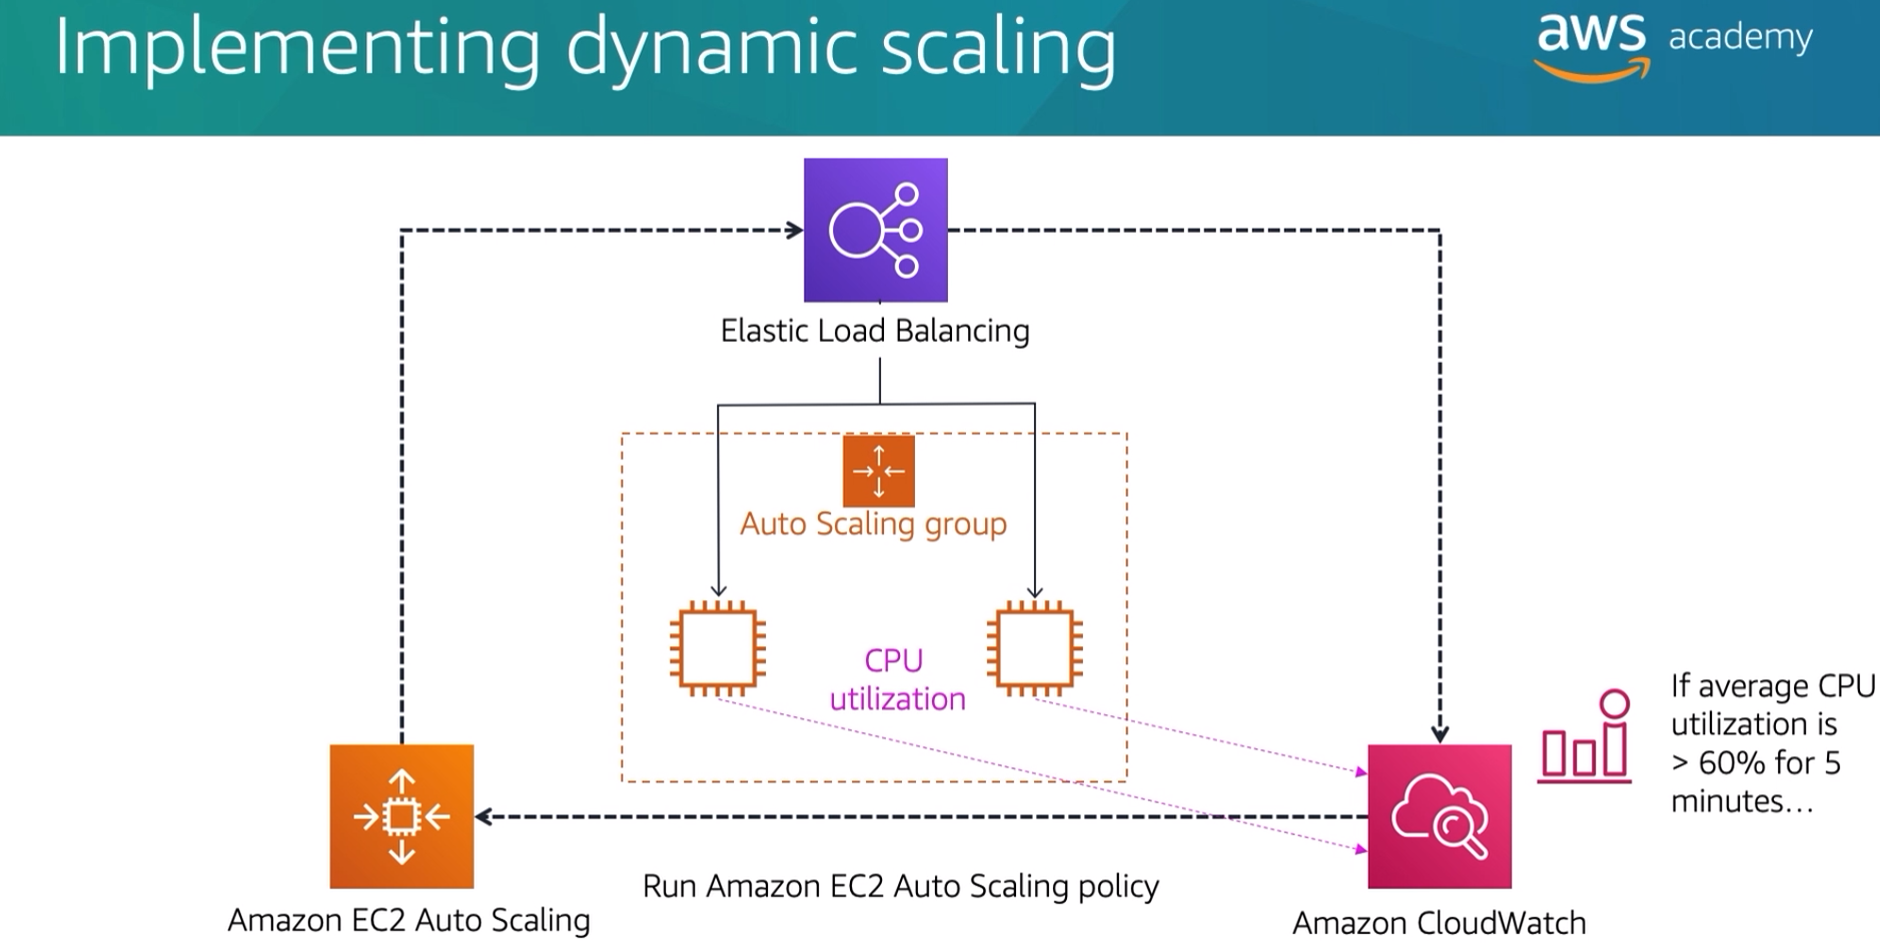 Implementing dynamic scaling
aws academy
Elastic Load Balancing
Auto Scaling group
CPU
utilization
If average CPU
utilization is
> 60% for 5
minutes...
Run Amazon EC2 Auto Scaling policy
Amazon EC2 Auto Scaling
Amazon CloudWatch